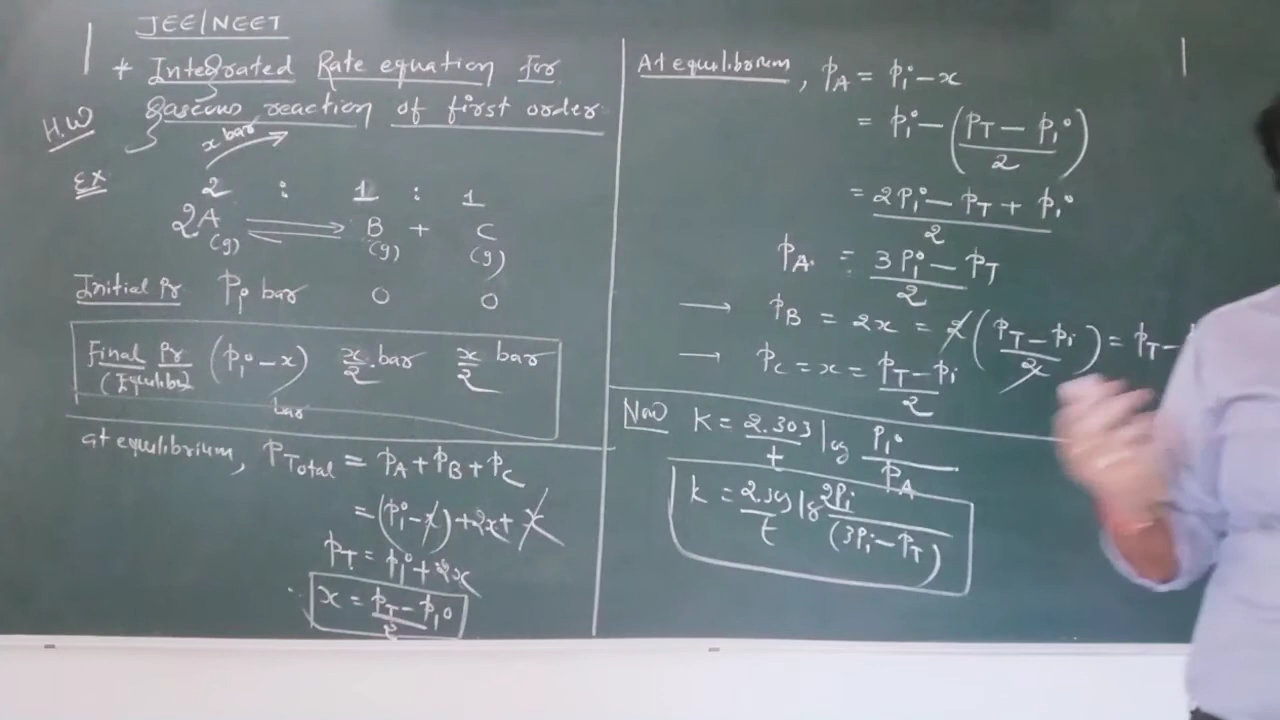 JEE/NEET
* Integrated Rate equation for
gaseous reaction of first order
H.W
x bar
Ex
2 : 1 : 1
2A(g) ⇌ B(g) + C(g)
Initial Pr Pi° bar 0 0
Final Pr (Pi° - x) x/2 . bar x/2 bar
(Equilib)
bar
at equilibrium, PTotal = PA + PB + PC
= (Pi° - x) + 2x + x
PT = Pi° + 2x
x = (PT - Pi°)/2
At equilibrium, PA = Pi° - x
= Pi° - ((PT - Pi°)/2)
= (2Pi° - PT + Pi°)/2
PA = (3Pi° - PT)/2
→ PB = 2x = 2((PT - Pi)/2) = PT -
→ PC = x = (PT - Pi)/2
Now K = 2.303/t log Pi°/PA
k = 2.303/t log 2Pi/(3Pi - PT)